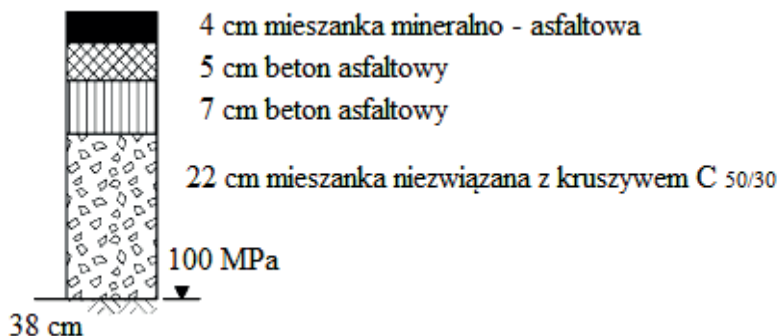 4 cm mieszanka mineralno - asfaltowa
5 cm beton asfaltowy
7 cm beton asfaltowy
22 cm mieszanka niezwiązana z kruszywem C 50/30
100 MPa
38 cm